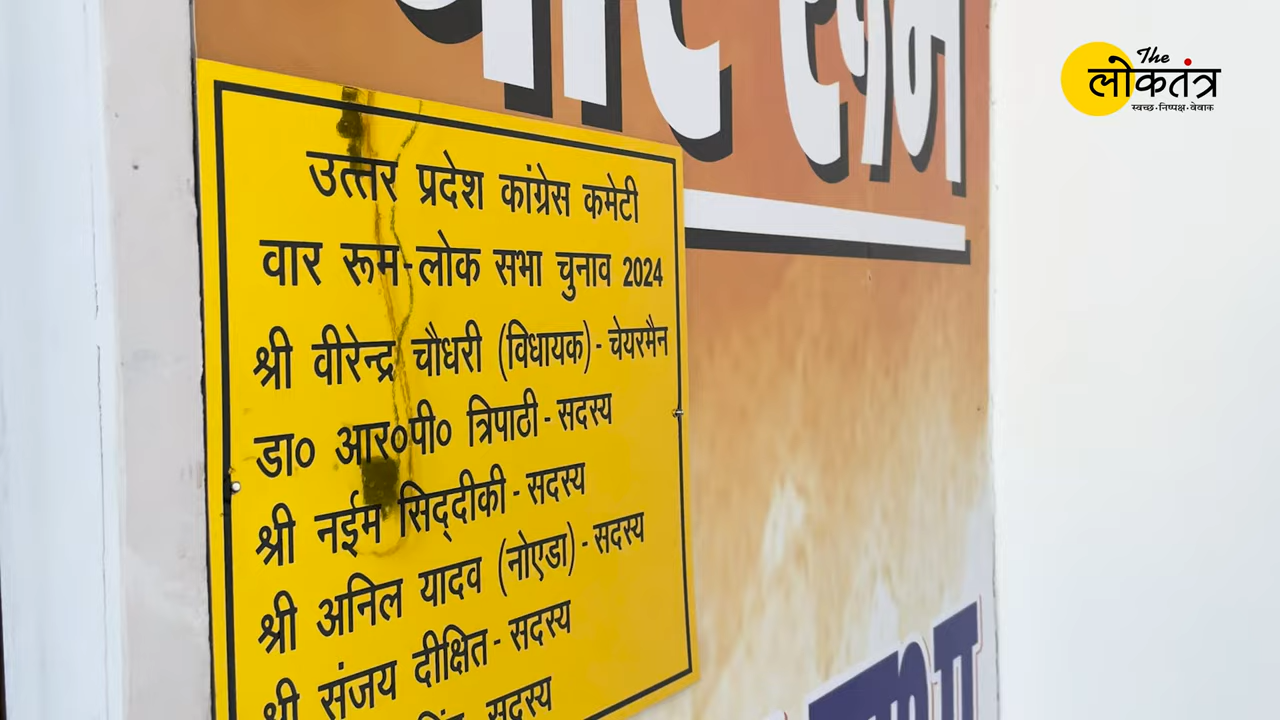 The
लोकतंत्र
स्वच्छ•निष्पक्ष•बेवाक
उत्तर प्रदेश कांग्रेस कमेटी
वार रूम-लोक सभा चुनाव 2024
श्री वीरेन्द्र चौधरी (विधायक)-चेयरमैन
डा० आर०पी० त्रिपाठी-सदस्य
श्री नईम सिद्दीकी-सदस्य
श्री अनिल यादव (नोएडा)-सदस्य
श्री संजय दीक्षित-सदस्य
सदस्य